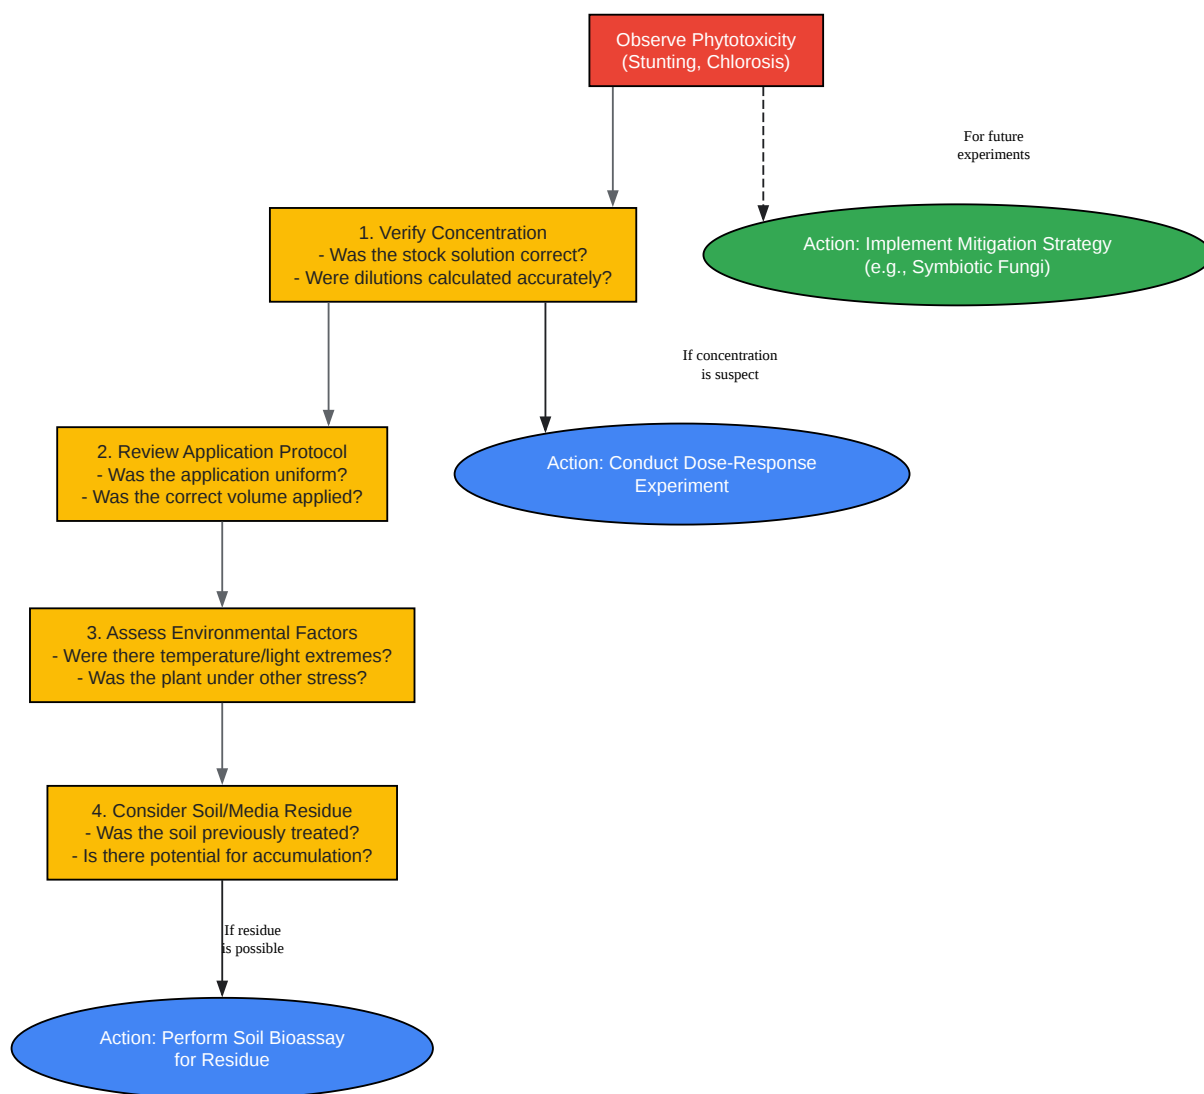 Observe Phytotoxicity
(Stunting, Chlorosis)
For future
experiments
1. Verify Concentration
- Was the stock solution correct?
- Were dilutions calculated accurately?
Action: Implement Mitigation Strategy
(e.g., Symbiotic Fungi)
If concentration
is suspect
2. Review Application Protocol
- Was the application uniform?
- Was the correct volume applied?
Action: Conduct Dose-Response
Experiment
3. Assess Environmental Factors
- Were there temperature/light extremes?
- Was the plant under other stress?
4. Consider Soil/Media Residue
- Was the soil previously treated?
- Is there potential for accumulation?
If residue
is possible
Action: Perform Soil Bioassay
for Residue